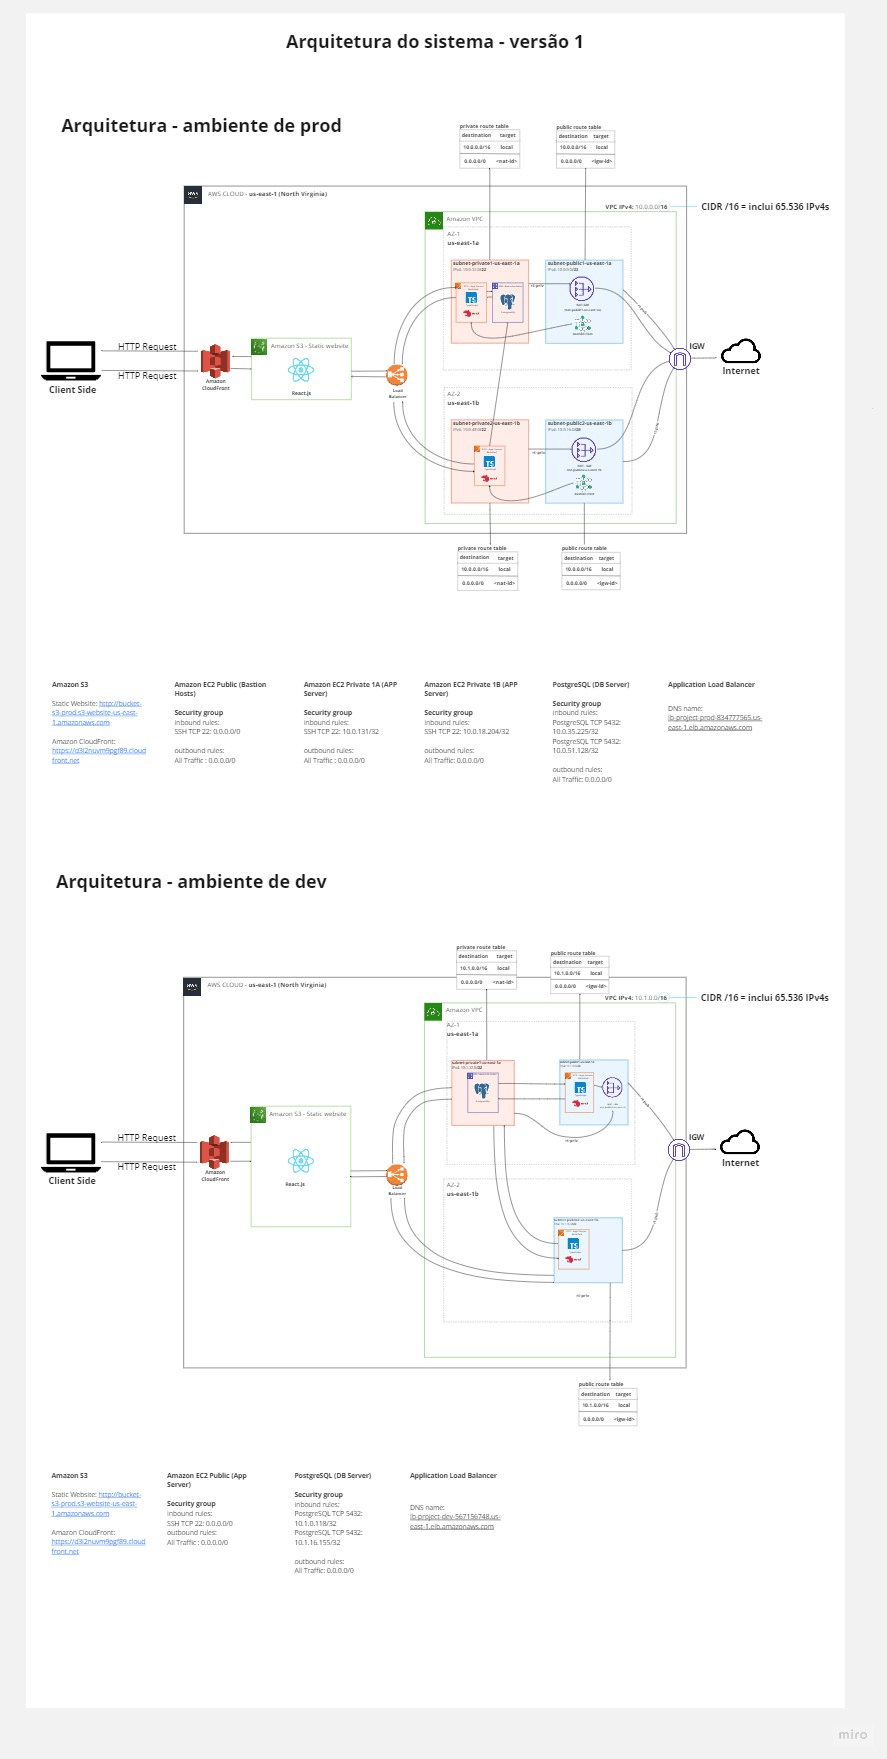 Arquitetura do sistema - versão 1
Arquitetura - ambiente de prod
private route table
destination target
10.0.0.0/16 local
0.0.0.0/0 <nat-id>
public route table
destination target
10.0.0.0/16 local
0.0.0.0/0 <igw-id>
AWS CLOUD - us-east-1 (North Virginia)
VPC IPv4: 10.0.0.0/16
CIDR /16 = inclui 65.536 IPv4s
Amazon VPC
AZ-1
us-east-1a
subnet-private1-us-east-1a
subnet-public1-us-east-1a
TS
IGW
Internet
HTTP Request
HTTP Request
Client Side
Amazon
CloudFront
Amazon S3 - Static website
React.js
Load
Balancer
AZ-2
us-east-1b
subnet-private2-us-east-1b
subnet-public2-us-east-1b
TS
private route table
destination target
10.0.0.0/16 local
0.0.0.0/0 <nat-id>
public route table
destination target
10.0.0.0/16 local
0.0.0.0/0 <igw-id>
Amazon S3
Static Website: http://bucket-
s3-prod.s3-website-us-east-
1.amazonaws.com
Amazon CloudFront:
https://d3i2nuvm9pgf89.cloud
front.net
Amazon EC2 Public (Bastion
Hosts)
Security group
inbound rules:
SSH TCP 22: 0.0.0.0/0
outbound rules:
All Traffic : 0.0.0.0/0
Amazon EC2 Private 1A (APP
Server)
Security group
inbound rules:
SSH TCP 22: 10.0.131/32
outbound rules:
All Traffic : 0.0.0.0/0
Amazon EC2 Private 1B (APP
Server)
Security group
inbound rules:
SSH TCP 22: 10.0.18.204/32
outbound rules:
All Traffic : 0.0.0.0/0
PostgreSQL (DB Server)
Security group
inbound rules:
PostgreSQL TCP 5432:
10.0.35.225/32
PostgreSQL TCP 5432:
10.0.51.128/32
outbound rules:
All Traffic: 0.0.0.0/0
Application Load Balancer
DNS name:
lb-project-prod-834777565.us-
east-1.elb.amazonaws.com
Arquitetura - ambiente de dev
private route table
destination target
10.1.0.0/16 local
0.0.0.0/0 <nat-id>
public route table
destination target
10.1.0.0/16 local
0.0.0.0/0 <igw-id>
AWS CLOUD - us-east-1 (North Virginia)
VPC IPv4: 10.1.0.0/16
CIDR /16 = inclui 65.536 IPv4s
Amazon VPC
AZ-1
us-east-1a
TS
IGW
Internet
HTTP Request
HTTP Request
Client Side
Amazon
CloudFront
Amazon S3 - Static website
React.js
Load
Balancer
AZ-2
us-east-1b
TS
public route table
destination target
10.1.0.0/16 local
0.0.0.0/0 <igw-id>
Amazon S3
Static Website: http://bucket-
s3-prod.s3-website-us-east-
1.amazonaws.com
Amazon CloudFront:
https://d3i2nuvm9pgf89.cloud
front.net
Amazon EC2 Public (App
Server)
Security group
inbound rules:
SSH TCP 22: 0.0.0.0/0
outbound rules:
All Traffic : 0.0.0.0/0
PostgreSQL (DB Server)
Security group
inbound rules:
PostgreSQL TCP 5432:
10.1.0.118/32
PostgreSQL TCP 5432:
10.1.16.155/32
outbound rules:
All Traffic: 0.0.0.0/0
Application Load Balancer
DNS name:
lb-project-dev-567156748.us-
east-1.elb.amazonaws.com
miro